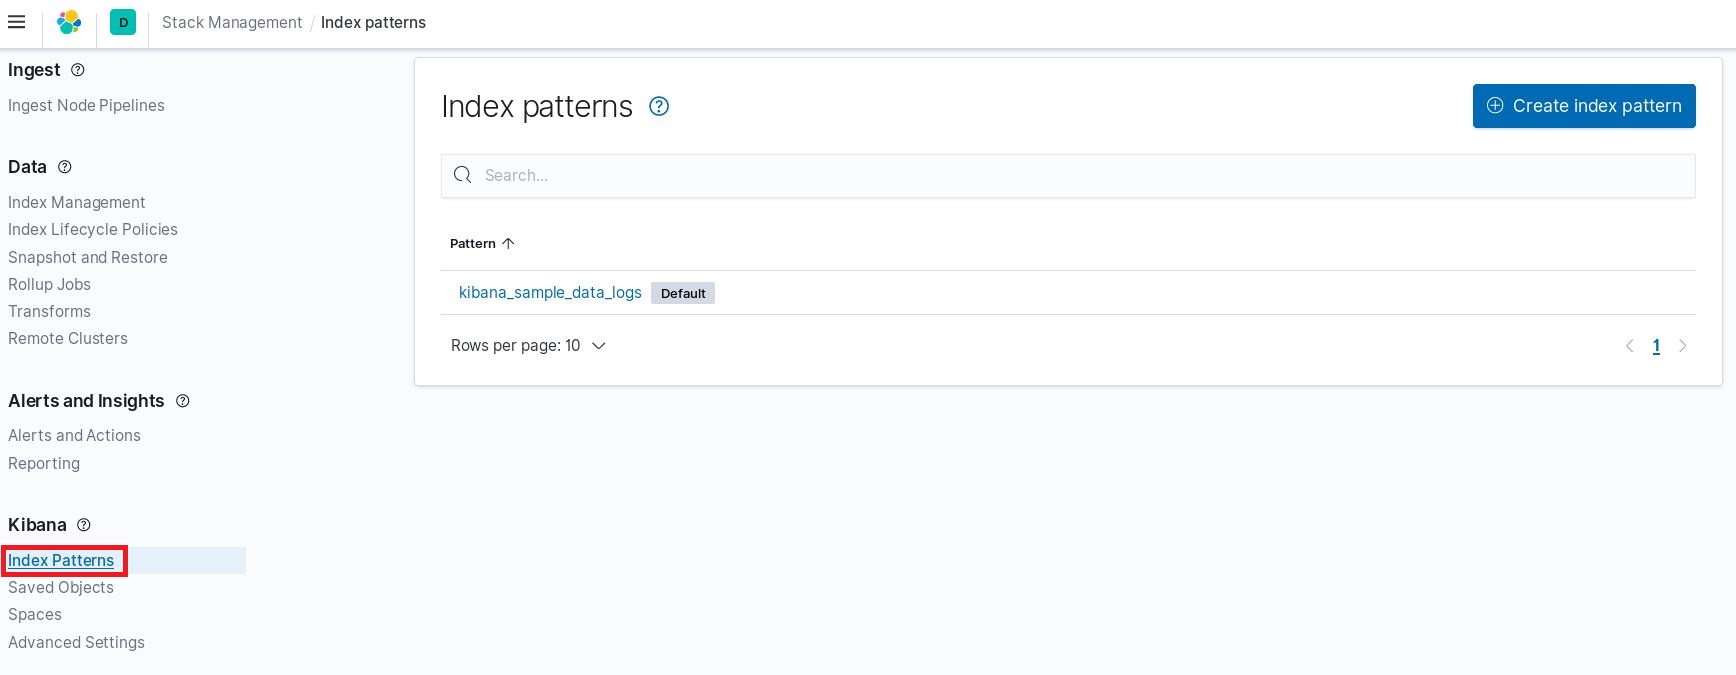 D Stack Management / Index patterns
Ingest
Ingest Node Pipelines
Data
Index Management
Index Lifecycle Policies
Snapshot and Restore
Rollup Jobs
Transforms
Remote Clusters
Alerts and Insights
Alerts and Actions
Reporting
Kibana
Index Patterns
Saved Objects
Spaces
Advanced Settings
Index patterns
Create index pattern
Search...
Pattern
kibana_sample_data_logs Default
Rows per page: 10
1